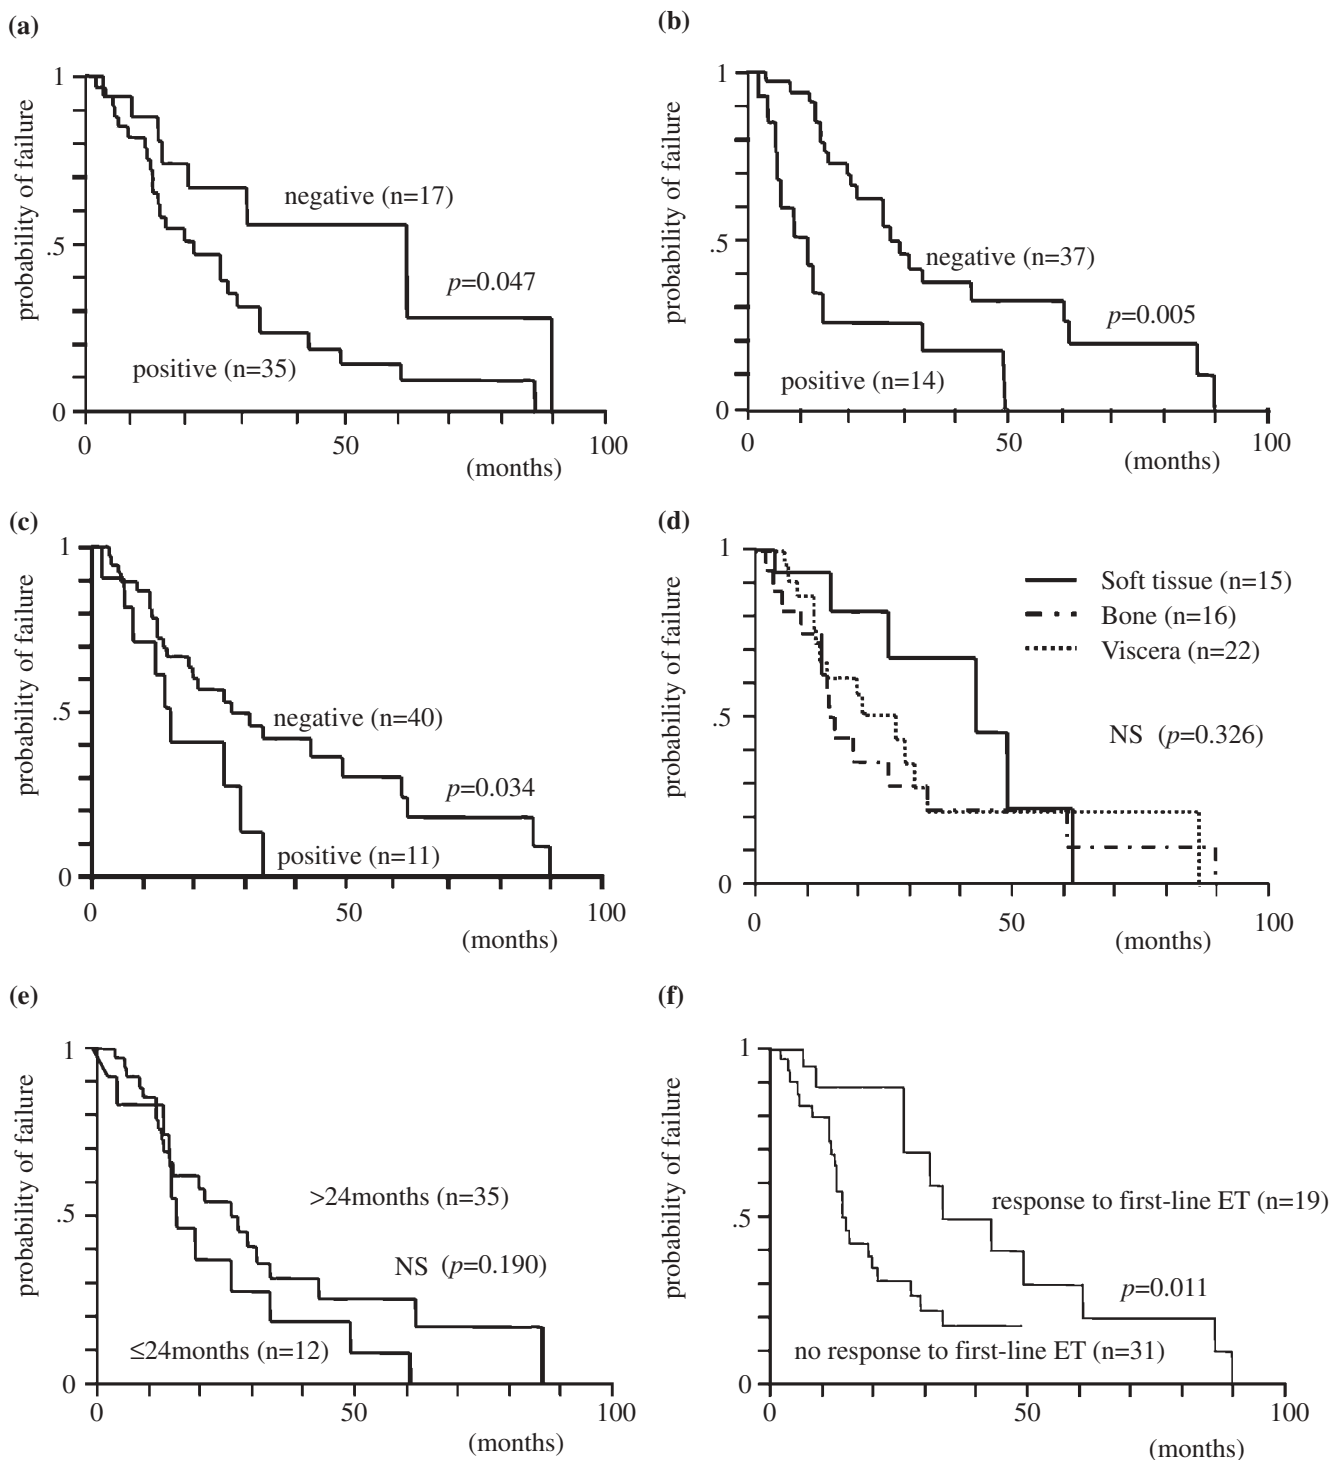 (a)
probability of failure
1
.5
0
negative (n=17)
p=0.047
positive (n=35)
0
50
100
(months)
(b)
probability of failure
1
.5
0
negative (n=37)
p=0.005
positive (n=14)
0
50
100
(months)
(c)
probability of failure
1
.5
0
negative (n=40)
p=0.034
positive (n=11)
0
50
100
(months)
(d)
probability of failure
1
.5
0
Soft tissue (n=15)
Bone (n=16)
Viscera (n=22)
NS (p=0.326)
0
50
100
(months)
(e)
probability of failure
1
.5
0
>24months (n=35)
NS (p=0.190)
≤24months (n=12)
0
50
100
(months)
(f)
probability of failure
1
.5
0
response to first-line ET (n=19)
p=0.011
no response to first-line ET (n=31)
0
50
100
(months)